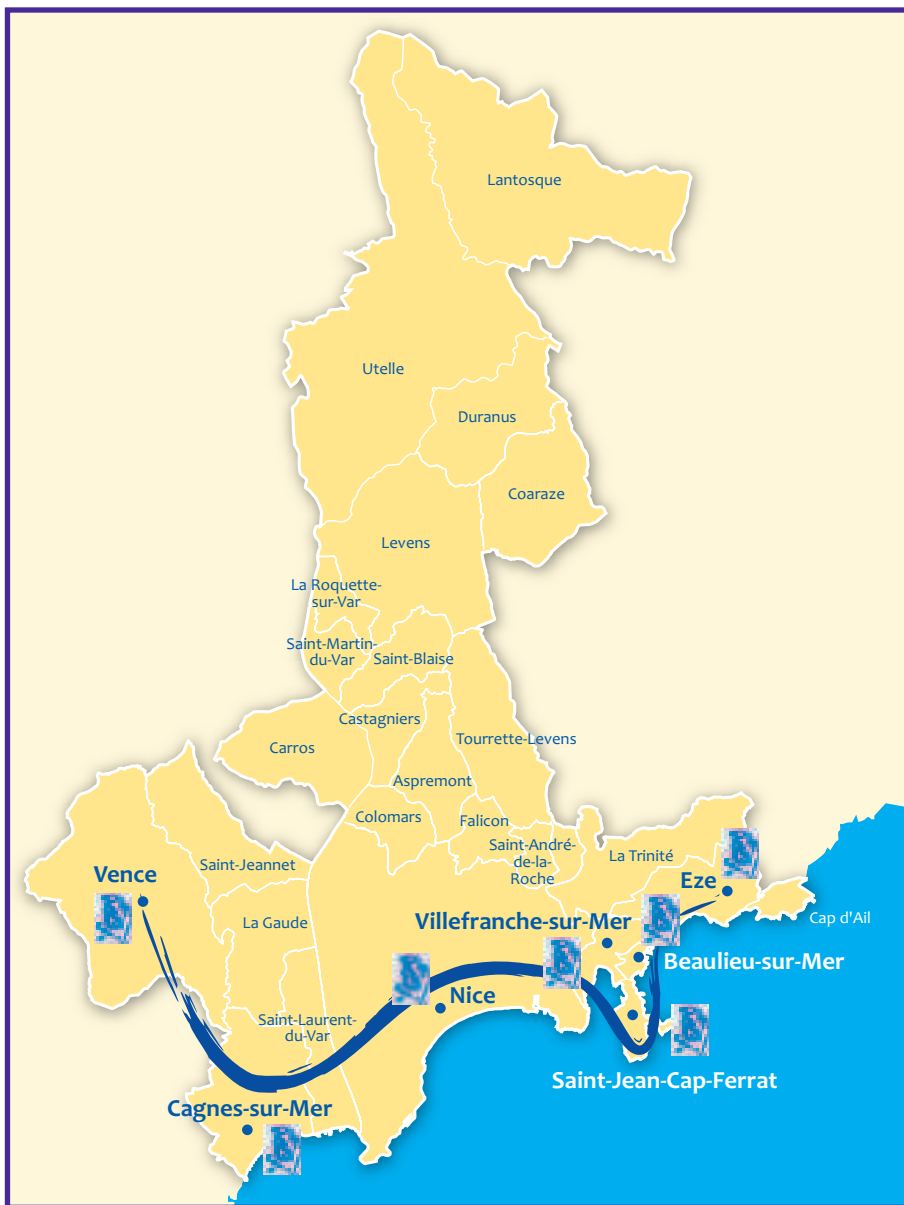 Lantosque
Utelle
Duranus
Coaraze
Levens
La Roquette-
sur-Var
Saint-Martin-
du-Var
Saint-Blaise
Castagniers
Carros
Tourrette-Levens
Aspremont
Colomars
Falicon
Saint-André-
de-la-
Roche
La Trinité
Saint-Jeannet
Vence
Eze
La Gaude
Villefranche-sur-Mer
Cap d'Ail
Beaulieu-sur-Mer
Nice
Saint-Laurent-
du-Var
Saint-Jean-Cap-Ferrat
Cagnes-sur-Mer